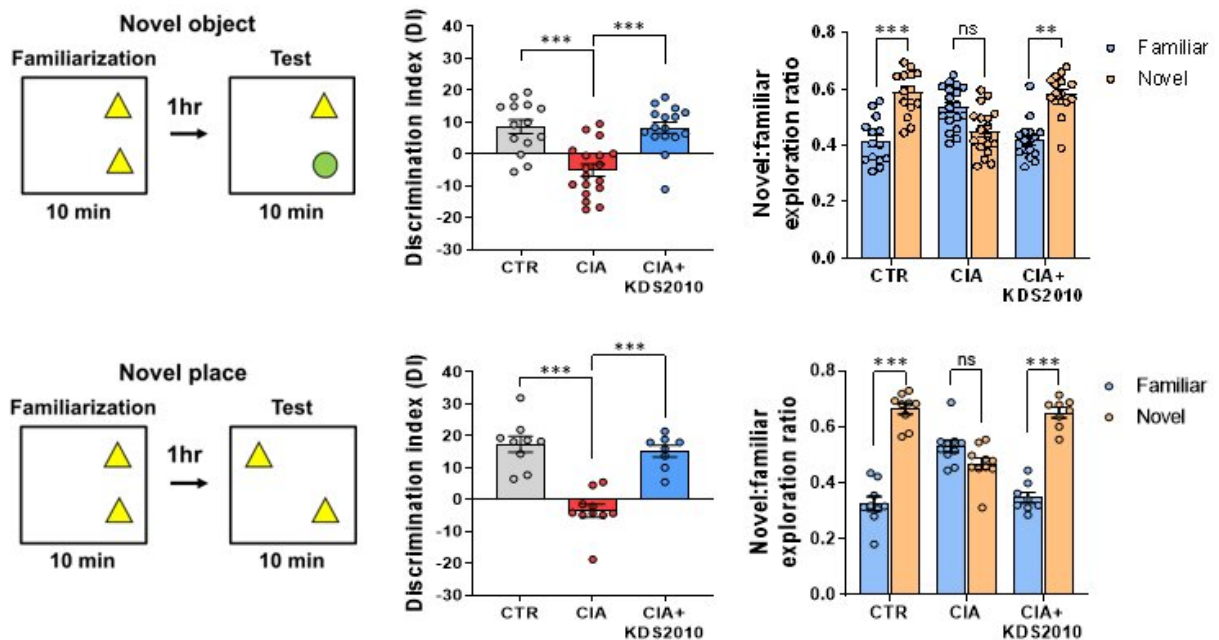 Novel object
Familiarization
Test
1hr
10 min
10 min
Discrimination index (DI)
40
30
20
10
0
-10
-20
-30
***
***
CTR
CIA
CIA+
KDS2010
Novel:familiar
exploration ratio
0.8
0.6
0.4
0.2
0.0
***
ns
**
CTR
CIA
CIA+
KDS2010
Familiar
Novel
Novel place
Familiarization
Test
1hr
10 min
10 min
Discrimination index (DI)
40
30
20
10
0
-10
-20
-30
***
***
CTR
CIA
CIA+
KDS2010
Novel:familiar
exploration ratio
0.8
0.6
0.4
0.2
0.0
***
ns
***
CTR
CIA
CIA+
KDS2010
Familiar
Novel